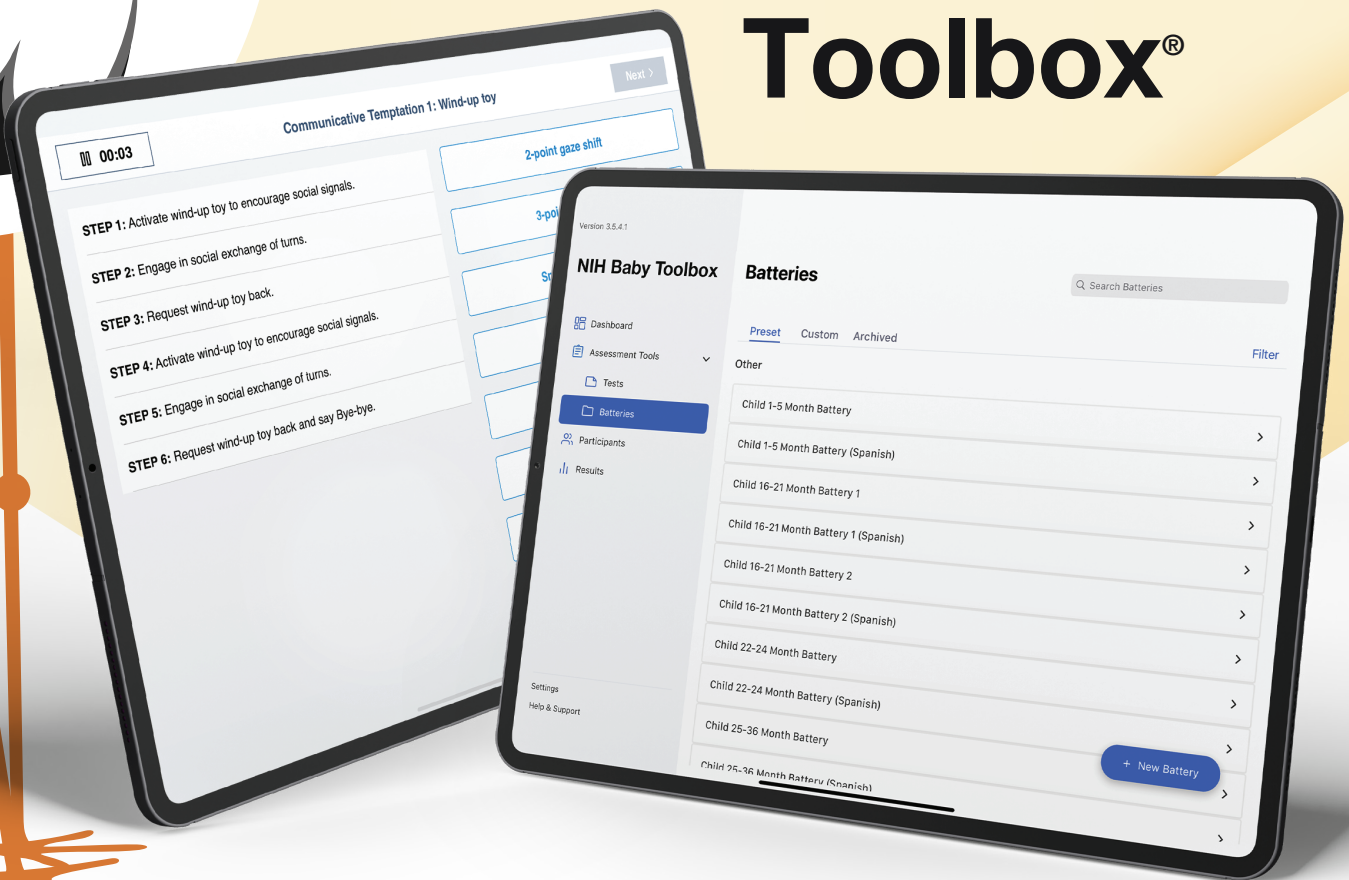 Toolbox®
00:03
Communicative Temptation 1: Wind-up toy
Next
STEP 1: Activate wind-up toy to encourage social signals.
STEP 2: Engage in social exchange of turns.
STEP 3: Request wind-up toy back.
STEP 4: Activate wind-up toy to encourage social signals.
STEP 5: Engage in social exchange of turns.
STEP 6: Request wind-up toy back and say Bye-bye.
2-point gaze shift
Version 3.5.4.1
NIH Baby Toolbox
Dashboard
Assessment Tools
Tests
Batteries
Participants
Results
Settings
Help & Support
Batteries
Search Batteries
Preset Custom Archived
Filter
Other
Child 1-5 Month Battery
Child 1-5 Month Battery (Spanish)
Child 16-21 Month Battery 1
Child 16-21 Month Battery 1 (Spanish)
Child 16-21 Month Battery 2
Child 16-21 Month Battery 2 (Spanish)
Child 22-24 Month Battery
Child 22-24 Month Battery (Spanish)
Child 25-36 Month Battery
Child 25-36 Month Battery (Spanish)
+ New Battery